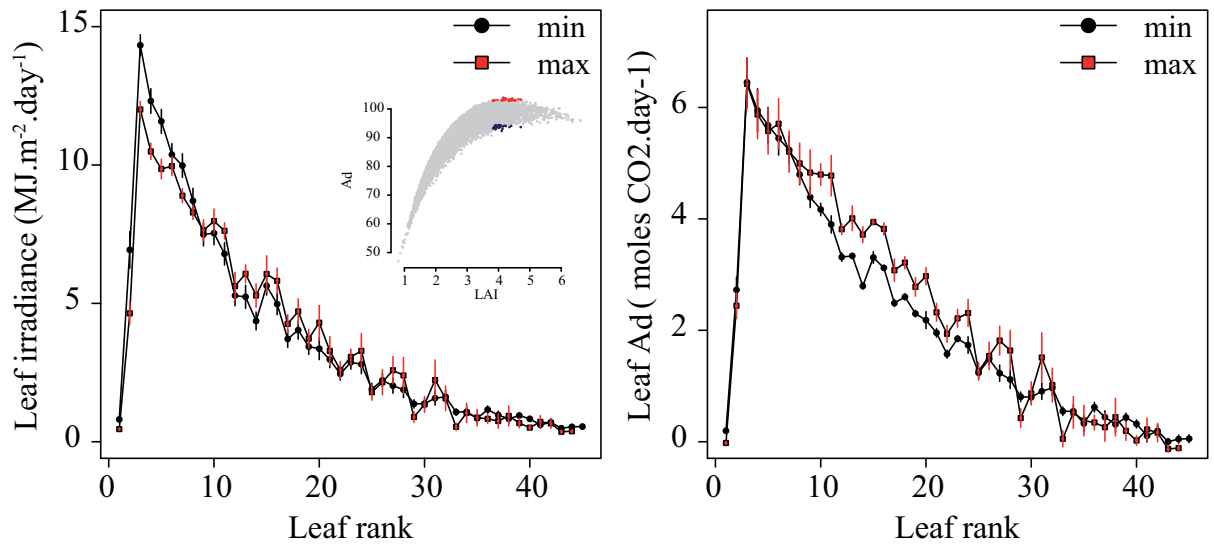 Leaf irradiance (MJ.m-2.day-1)
15
10
5
0
min
max
Ad
100
90
80
70
60
50
1 2 3 4 5 6
LAI
0 10 20 30 40
Leaf rank
Leaf Ad ( moles CO2.day-1)
6
4
2
0
min
max
0 10 20 30 40
Leaf rank